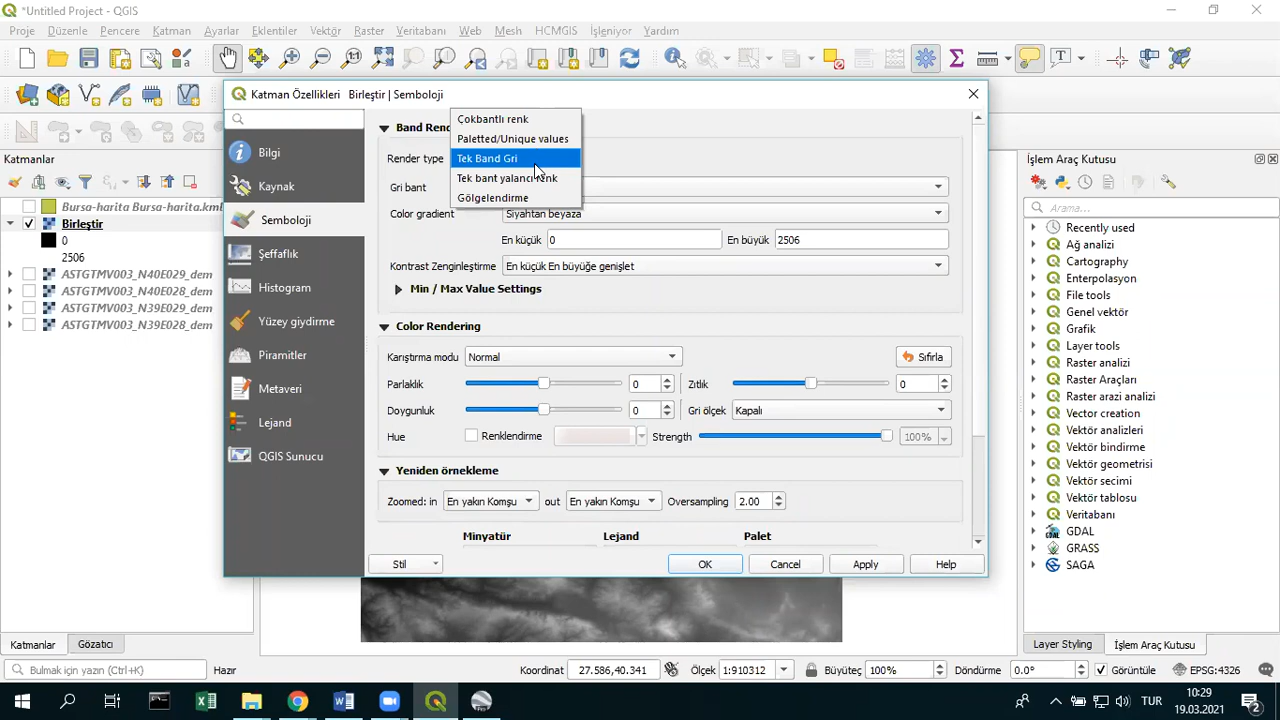 *Untitled Project - QGIS
Proje Düzenle Pencere Katman Ayarlar Eklentiler Vektör Raster Veritabanı Web Mesh HCMGIS İşleniyor Yardım
Katman Özellikleri Birleştir | Semboloji
Katmanlar
Bursa-harita Bursa-harita.kmb
Birleştir
0
2506
ASTGTMV003_N40E029_dem
ASTGTMV003_N40E028_dem
ASTGTMV003_N39E029_dem
ASTGTMV003_N39E028_dem
Bilgi
Kaynak
Semboloji
Şeffaflık
Histogram
Yüzey giydirme
Piramitler
Metaveri
Lejand
QGIS Sunucu
Band Ren
Render type
Çokbantlı renk
Paletted/Unique values
Tek Band Gri
Tek bant yalancı renk
Gölgelendirme
Gri bant
Color gradient Siyahtan beyaza
En küçük 0 En büyük 2506
Kontrast Zenginleştirme En küçük En büyüğe genişlet
Min / Max Value Settings
Color Rendering
Karıştırma modu Normal Sıfırla
Parlaklık 0 Zıtlık 0
Doygunluk 0 Gri ölçek Kapalı
Hue Renklendirme Strength 100%
Yeniden örnekleme
Zoomed: in En yakın Komşu out En yakın Komşu Oversampling 2.00
Minyatür Lejand Palet
Stil OK Cancel Apply Help
İşlem Araç Kutusu
Arama...
Recently used
Ağ analizi
Cartography
Enterpolasyon
File tools
Genel vektör
Grafik
Layer tools
Raster analizi
Raster Araçları
Raster arazi analizi
Vector creation
Vektör analizleri
Vektör bindirme
Vektör geometrisi
Vektör secimi
Vektör tablosu
Veritabanı
GDAL
GRASS
SAGA
Katmanlar Gözatıcı
Layer Styling İşlem Araç Kutusu
Bulmak için yazın (Ctrl+K) Hazır Koordinat 27.586,40.341 Ölçek 1:910312 Büyüteç 100% Döndürme 0.0° Görüntüle EPSG:4326
TUR 10:29
19.03.2021
2